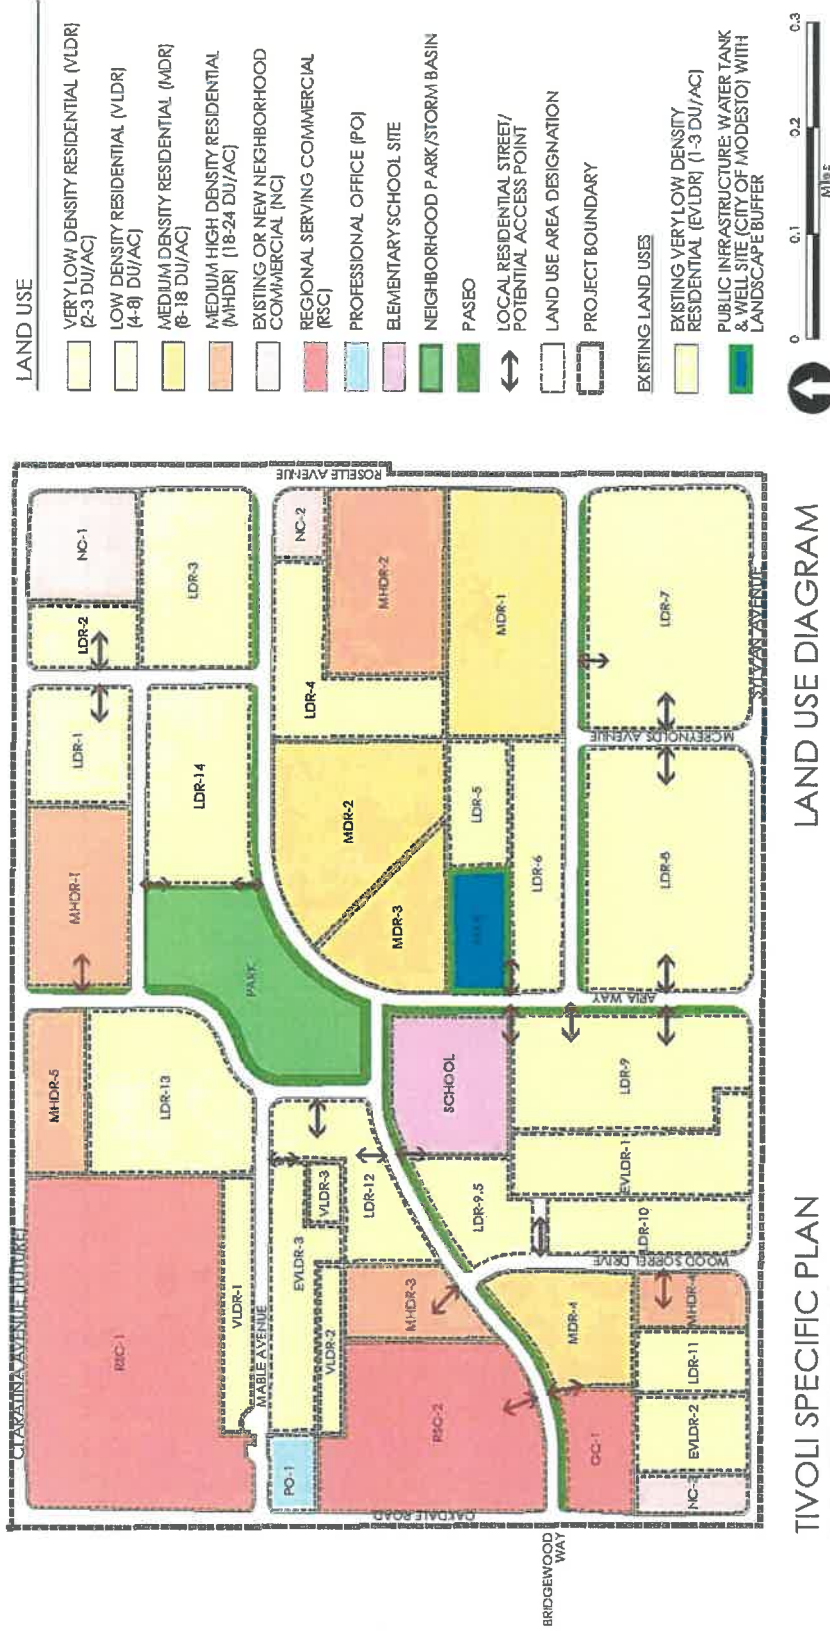 LAND USE
VERY LOW DENSITY RESIDENTIAL (VLDR)
(2-3 DU/AC)
LOW DENSITY RESIDENTIAL (VLDR)
(4-8) DU/AC)
MEDIUM DENSITY RESIDENTIAL (MDR)
(8-18 DU/AC)
MEDIUM HIGH DENSITY RESIDENTIAL
(MHDR) (18-24 DU/AC)
EXISTING OR NEW NEIGHBORHOOD
COMMERCIAL (NC)
REGIONAL SERVING COMMERCIAL
(RSC)
PROFESSIONAL OFFICE (PO)
ELEMENTARY SCHOOL SITE
NEIGHBORHOOD PARK/STORM BASIN
PASEO
LOCAL RESIDENTIAL STREET/
POTENTIAL ACCESS POINT
LAND USE AREA DESIGNATION
PROJECT BOUNDARY
EXISTING LAND USES
EXISTING VERY LOW DENSITY
RESIDENTIAL (EVLDR) (1-3 DU/AC)
PUBLIC INFRASTRUCTURE: WATER TANK
& WELL SITE (CITY OF MODESTO) WITH
LANDSCAPE BUFFER
0 0.1 0.2 0.3
Miles
CLARATINA AVENUE (FUTURE)
ROSELLE AVENUE
RSC-1
MHDR-5
MHDR-1
LDR-1
LDR-2
NC-1
LDR-13
LDR-14
LDR-3
VLDR-1
MABLE AVENUE
PARK
PO-1
EVLDR-3
VLDR-3
VLDR-2
LDR-12
LDR-4
NC-2
MHDR-2
MDR-2
MDR-3
RSC-2
MHDR-3
SCHOOL
LDR-5
MDR-1
LDR-9.5
LDR-6
OAKDALE ROAD
BRIDGEWOOD
WAY
MDR-4
MHDR-4
LDR-11
EVLDR-2
WOOD SORREL DRIVE
LDR-10
EVLDR-1
LDR-9
ARIA WAY
LDR-8
MCREYNOLDS AVENUE
LDR-7
SYLVAN AVENUE
TIVOLI SPECIFIC PLAN
LAND USE DIAGRAM